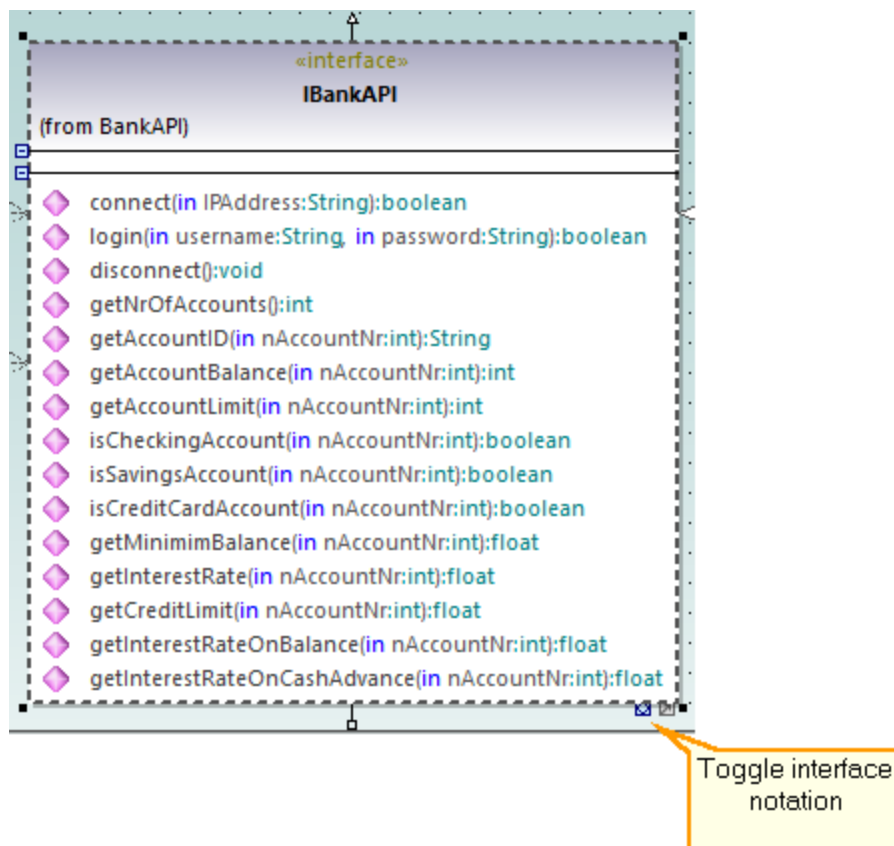 «interface»
IBankAPI
(from BankAPI)
connect(in IPAddress:String):boolean
login(in username:String, in password:String):boolean
disconnect():void
getNrOfAccounts():int
getAccountID(in nAccountNr:int):String
getAccountBalance(in nAccountNr:int):int
getAccountLimit(in nAccountNr:int):int
isCheckingAccount(in nAccountNr:int):boolean
isSavingsAccount(in nAccountNr:int):boolean
isCreditCardAccount(in nAccountNr:int):boolean
getMinimimBalance(in nAccountNr:int):float
getInterestRate(in nAccountNr:int):float
getCreditLimit(in nAccountNr:int):float
getInterestRateOnBalance(in nAccountNr:int):float
getInterestRateOnCashAdvance(in nAccountNr:int):float
Toggle interface
notation